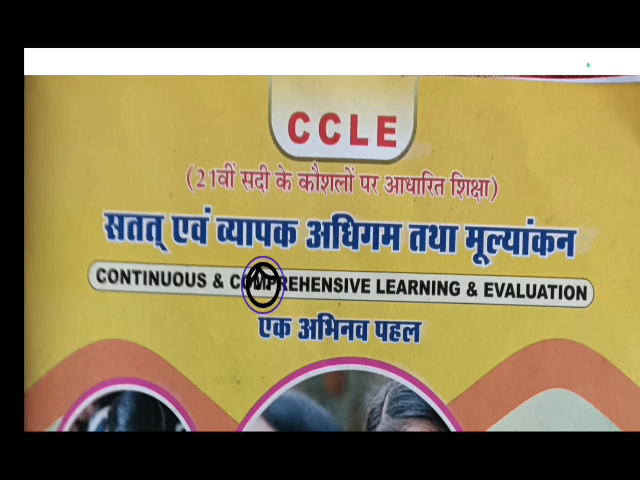 CCLE
(21वीं सदी के कौशलों पर आधारित शिक्षा)
सतत् एवं व्यापक अधिगम तथा मूल्यांकन
CONTINUOUS & COMPREHENSIVE LEARNING & EVALUATION
एक अभिनव पहल